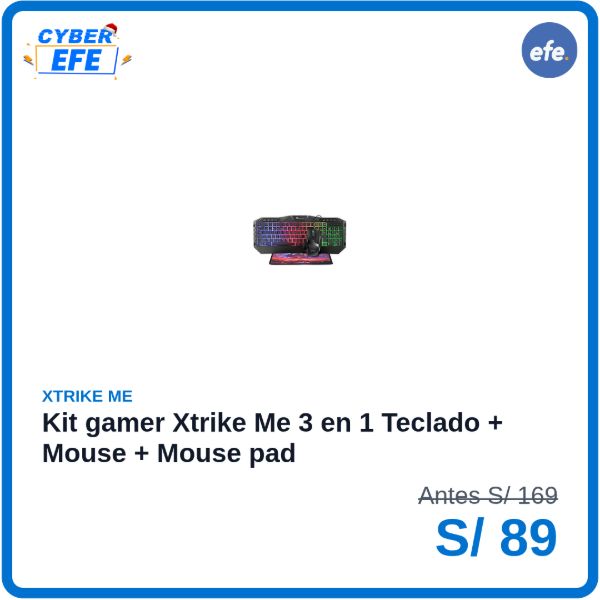 CYBER
EFE
efe.
XTRIKE ME
Kit gamer Xtrike Me 3 en 1 Teclado +
Mouse + Mouse pad
Antes S/ 169
S/ 89